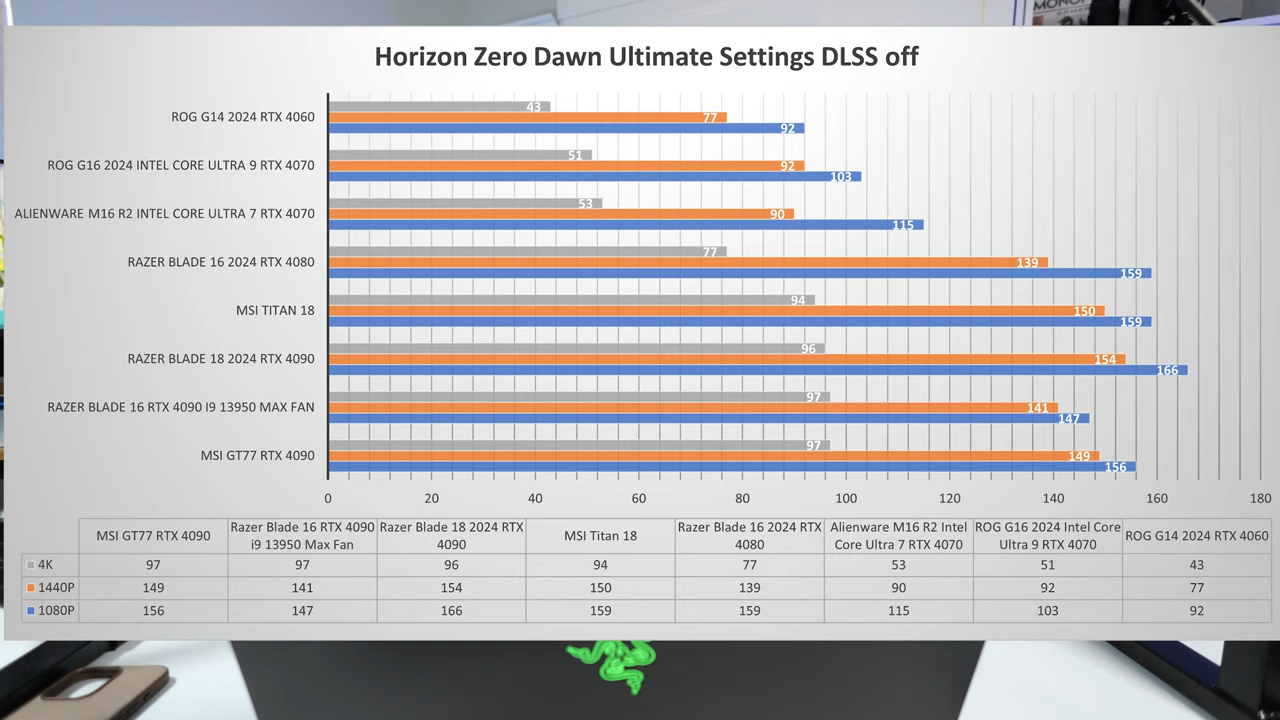 MONO
Horizon Zero Dawn Ultimate Settings DLSS off
ROG G14 2024 RTX 4060
43
77
92
ROG G16 2024 INTEL CORE ULTRA 9 RTX 4070
51
92
103
ALIENWARE M16 R2 INTEL CORE ULTRA 7 RTX 4070
53
90
115
RAZER BLADE 16 2024 RTX 4080
77
139
159
MSI TITAN 18
94
150
159
RAZER BLADE 18 2024 RTX 4090
96
154
166
RAZER BLADE 16 RTX 4090 I9 13950 MAX FAN
97
141
147
MSI GT77 RTX 4090
97
149
156
0 20 40 60 80 100 120 140 160 180
MSI GT77 RTX 4090
Razer Blade 16 RTX 4090
i9 13950 Max Fan
Razer Blade 18 2024 RTX
4090
MSI Titan 18
Razer Blade 16 2024 RTX
4080
Alienware M16 R2 Intel
Core Ultra 7 RTX 4070
ROG G16 2024 Intel Core
Ultra 9 RTX 4070
ROG G14 2024 RTX 4060
4K 97 97 96 94 77 53 51 43
1440P 149 141 154 150 139 90 92 77
1080P 156 147 166 159 159 115 103 92